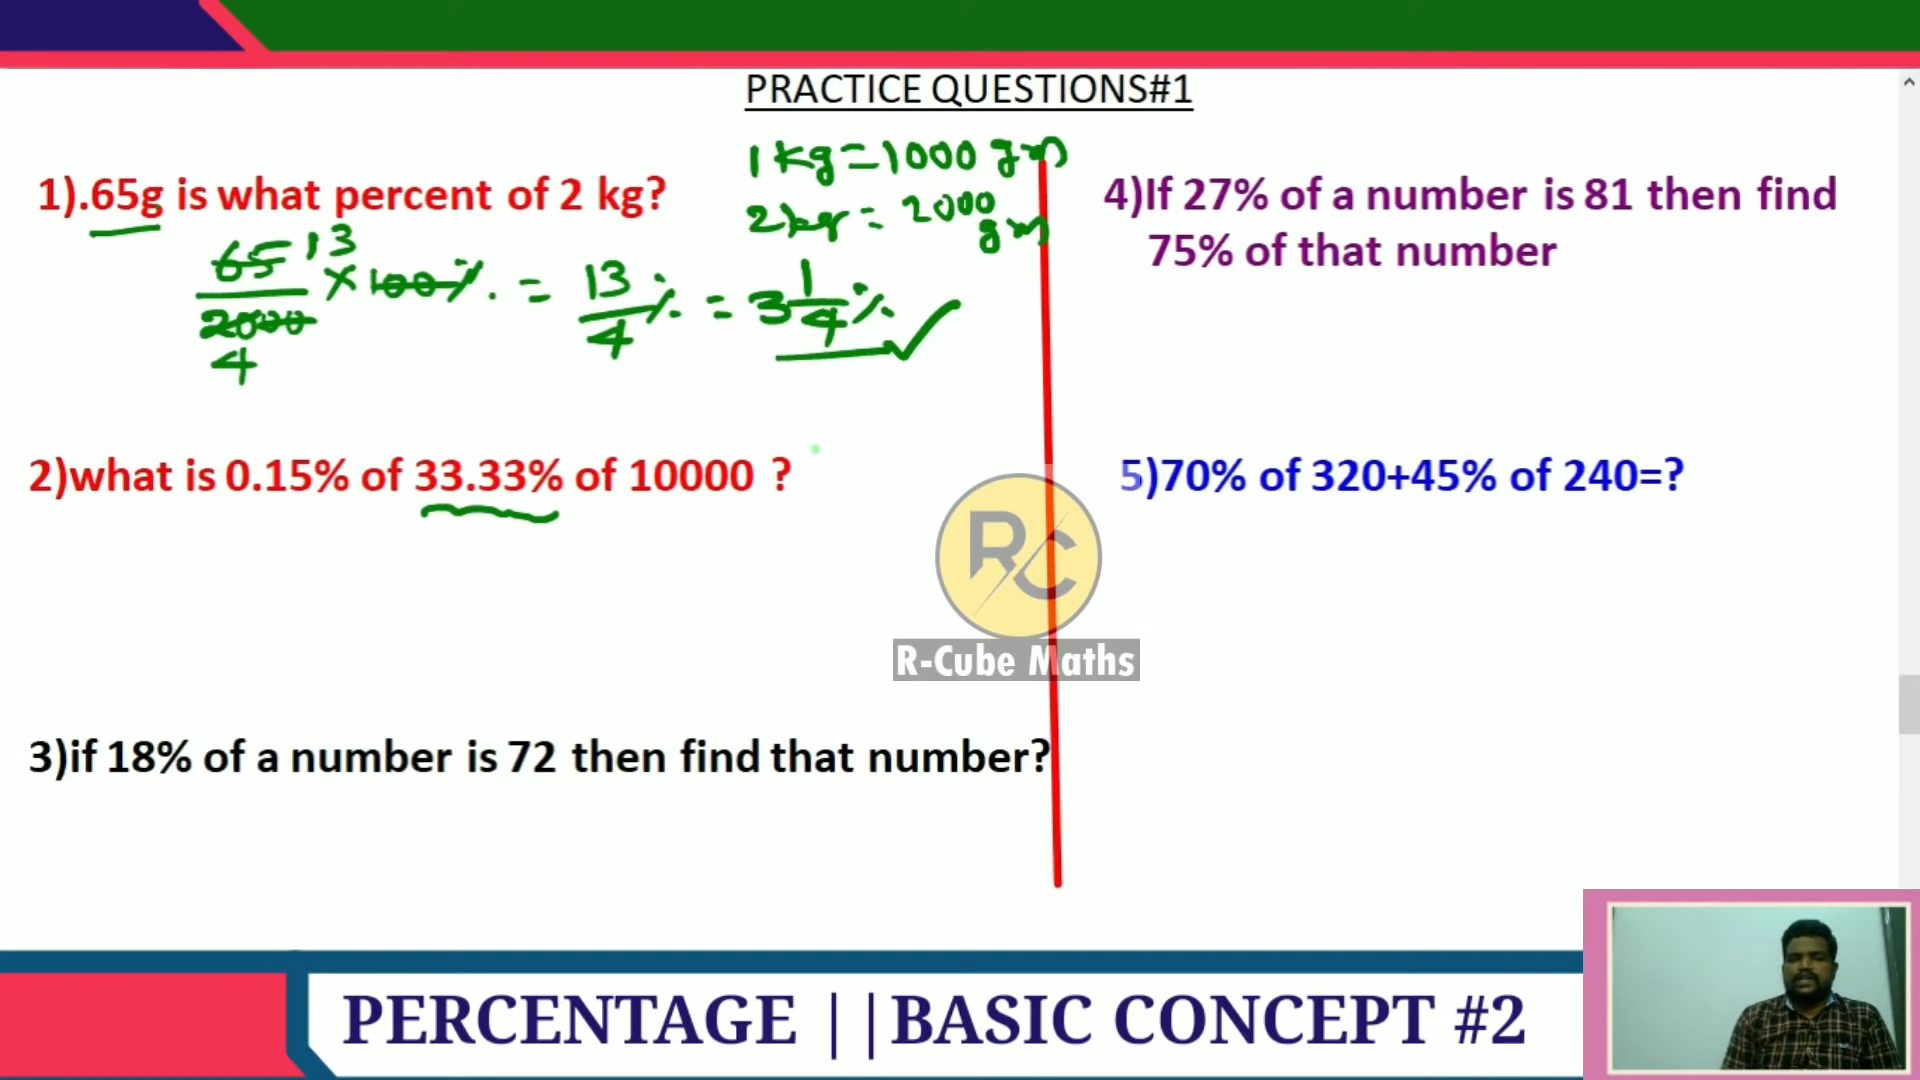 PRACTICE QUESTIONS#1
1kg=1000 gm
1).65g is what percent of 2 kg?
2kg = 2000 gm
65 13
2000 ×100%. = 13/4 % = 3 1/4 %
4
2)what is 0.15% of 33.33% of 10000 ?
3)if 18% of a number is 72 then find that number?
4)If 27% of a number is 81 then find
75% of that number
5)70% of 320+45% of 240=?
RC
R-Cube Maths
PERCENTAGE ||BASIC CONCEPT #2